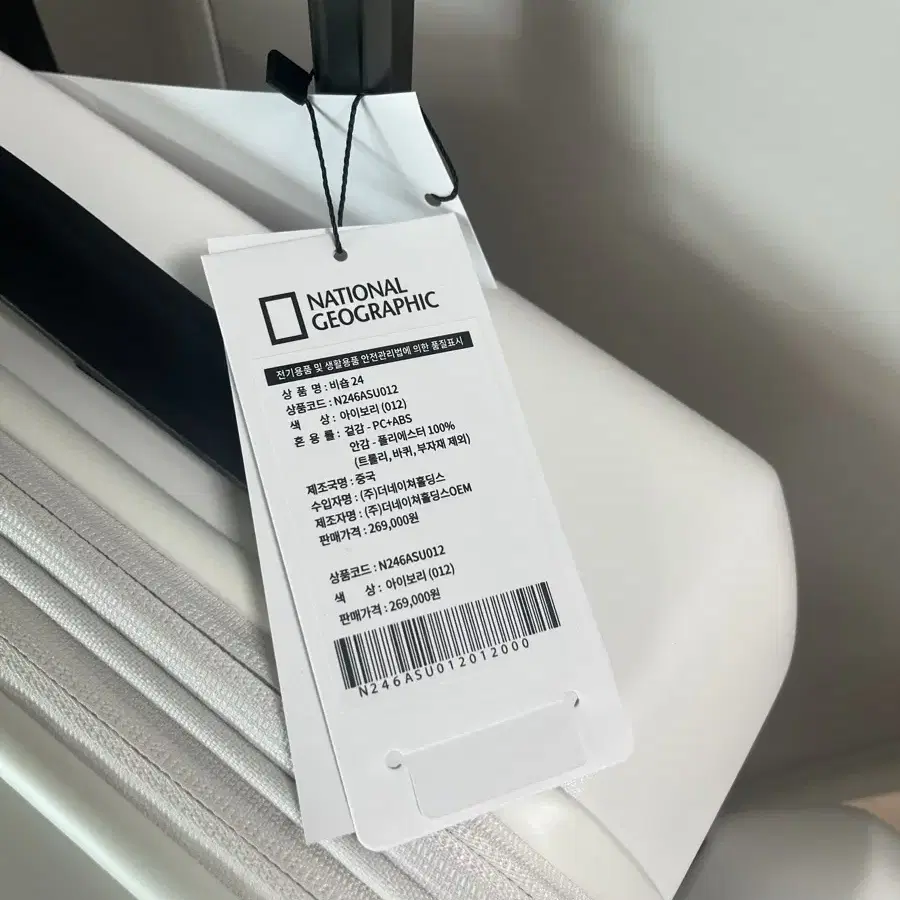 NATIONAL
GEOGRAPHIC
전기용품 및 생활용품 안전관리법에 의한 품질표시
상 품 명 : 비숍 24
상품코드 : N246ASU012
색 상 : 아이보리 (012)
혼 용 률 : 겉감 - PC+ABS
안감 - 폴리에스터 100%
(트롤리, 바퀴, 부자재 제외)
제조국명 : 중국
수입자명 : (주)더네이쳐홀딩스
제조자명 : (주)더네이쳐홀딩스OEM
판매가격 : 269,000원
상품코드 : N246ASU012
색 상 : 아이보리 (012)
판매가격 : 269,000원
N246ASU012012000